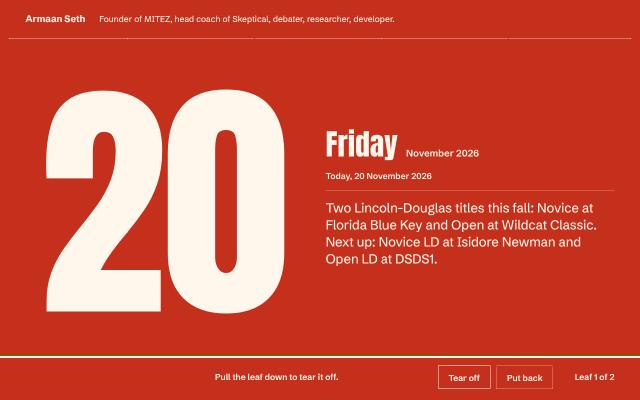 Armaan Seth Founder of MITEZ, head coach of Skeptical, debater, researcher, developer.
20
Friday November 2026
Today, 20 November 2026
Two Lincoln-Douglas titles this fall: Novice at
Florida Blue Key and Open at Wildcat Classic.
Next up: Novice LD at Isidore Newman and
Open LD at DSDS1.
Pull the leaf down to tear it off.
Tear off
Put back
Leaf 1 of 2